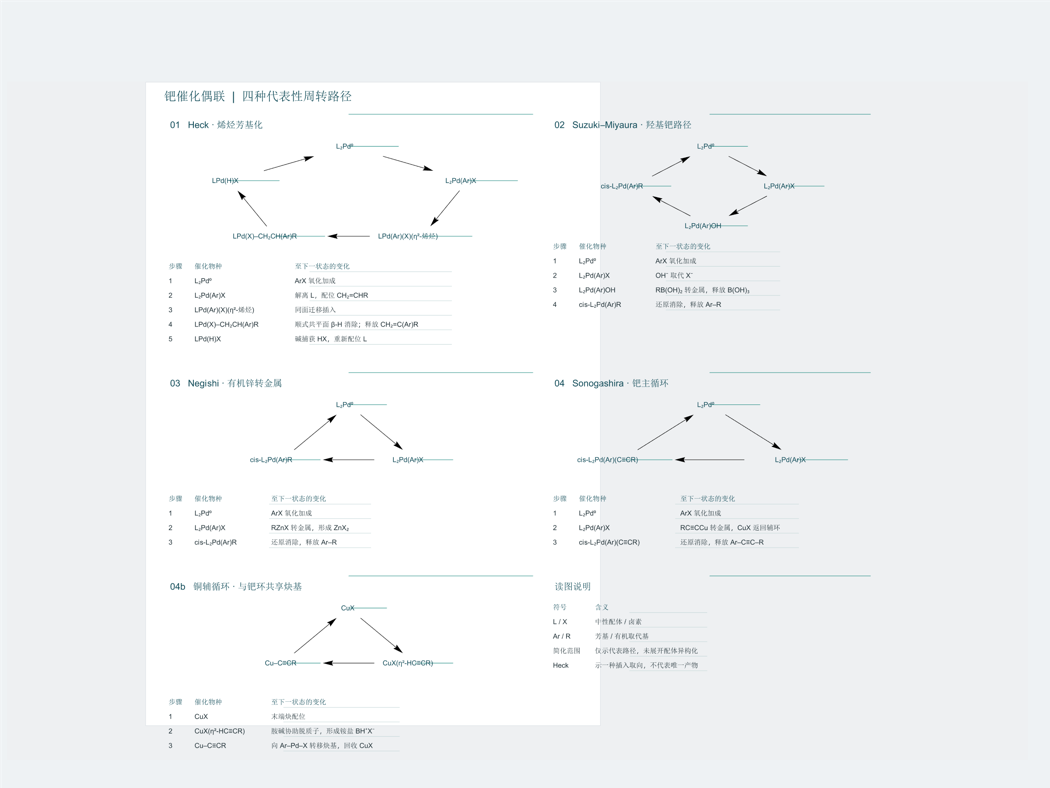 钯催化偶联 | 四种代表性周转路径
01 Heck · 烯烃芳基化
L₂Pd⁰
LPd(H)X
L₂Pd(Ar)X
LPd(X)–CH₂CH(Ar)R
LPd(Ar)(X)(η²-烯烃)
步骤 催化物种 至下一状态的变化
1 L₂Pd⁰ ArX 氧化加成
2 L₂Pd(Ar)X 解离 L，配位 CH₂=CHR
3 LPd(Ar)(X)(η²-烯烃) 同面迁移插入
4 LPd(X)–CH₂CH(Ar)R 顺式共平面 β-H 消除；释放 CH₂=C(Ar)R
5 LPd(H)X 碱捕获 HX，重新配位 L
02 Suzuki–Miyaura · 羟基钯路径
L₂Pd⁰
cis-L₂Pd(Ar)R
L₂Pd(Ar)X
L₂Pd(Ar)OH
步骤 催化物种 至下一状态的变化
1 L₂Pd⁰ ArX 氧化加成
2 L₂Pd(Ar)X OH⁻ 取代 X⁻
3 L₂Pd(Ar)OH RB(OH)₂ 转金属，释放 B(OH)₃
4 cis-L₂Pd(Ar)R 还原消除，释放 Ar–R
03 Negishi · 有机锌转金属
L₂Pd⁰
cis-L₂Pd(Ar)R
L₂Pd(Ar)X
步骤 催化物种 至下一状态的变化
1 L₂Pd⁰ ArX 氧化加成
2 L₂Pd(Ar)X RZnX 转金属，形成 ZnX₂
3 cis-L₂Pd(Ar)R 还原消除，释放 Ar–R
04 Sonogashira · 钯主循环
L₂Pd⁰
cis-L₂Pd(Ar)(C≡CR)
L₂Pd(Ar)X
步骤 催化物种 至下一状态的变化
1 L₂Pd⁰ ArX 氧化加成
2 L₂Pd(Ar)X RC≡CCu 转金属，CuX 返回辅环
3 cis-L₂Pd(Ar)(C≡CR) 还原消除，释放 Ar–C≡C–R
04b 铜辅循环 · 与钯环共享炔基
CuX
Cu–C≡CR
CuX(η²-HC≡CR)
步骤 催化物种 至下一状态的变化
1 CuX 末端炔配位
2 CuX(η²-HC≡CR) 胺碱协助脱质子，形成铵盐 BH⁺X⁻
3 Cu–C≡CR 向 Ar–Pd–X 转移炔基，回收 CuX
读图说明
符号 含义
L / X 中性配体 / 卤素
Ar / R 芳基 / 有机取代基
简化范围 仅示代表路径，未展开配体异构化
Heck 示一种插入取向，不代表唯一产物